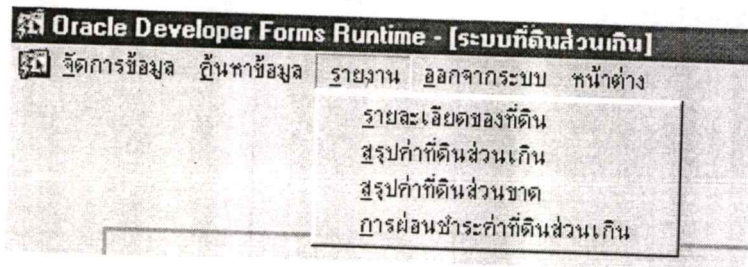 Oracle Developer Forms Runtime - [ระบบที่ดินส่วนเกิน]
จัดการข้อมูล ค้นหาข้อมูล รายงาน ออกจากระบบ หน้าต่าง
รายละเอียดของที่ดิน
สรุปค่าที่ดินส่วนเกิน
สรุปค่าที่ดินส่วนขาด
การผ่อนชำระค่าที่ดินส่วนเกิน